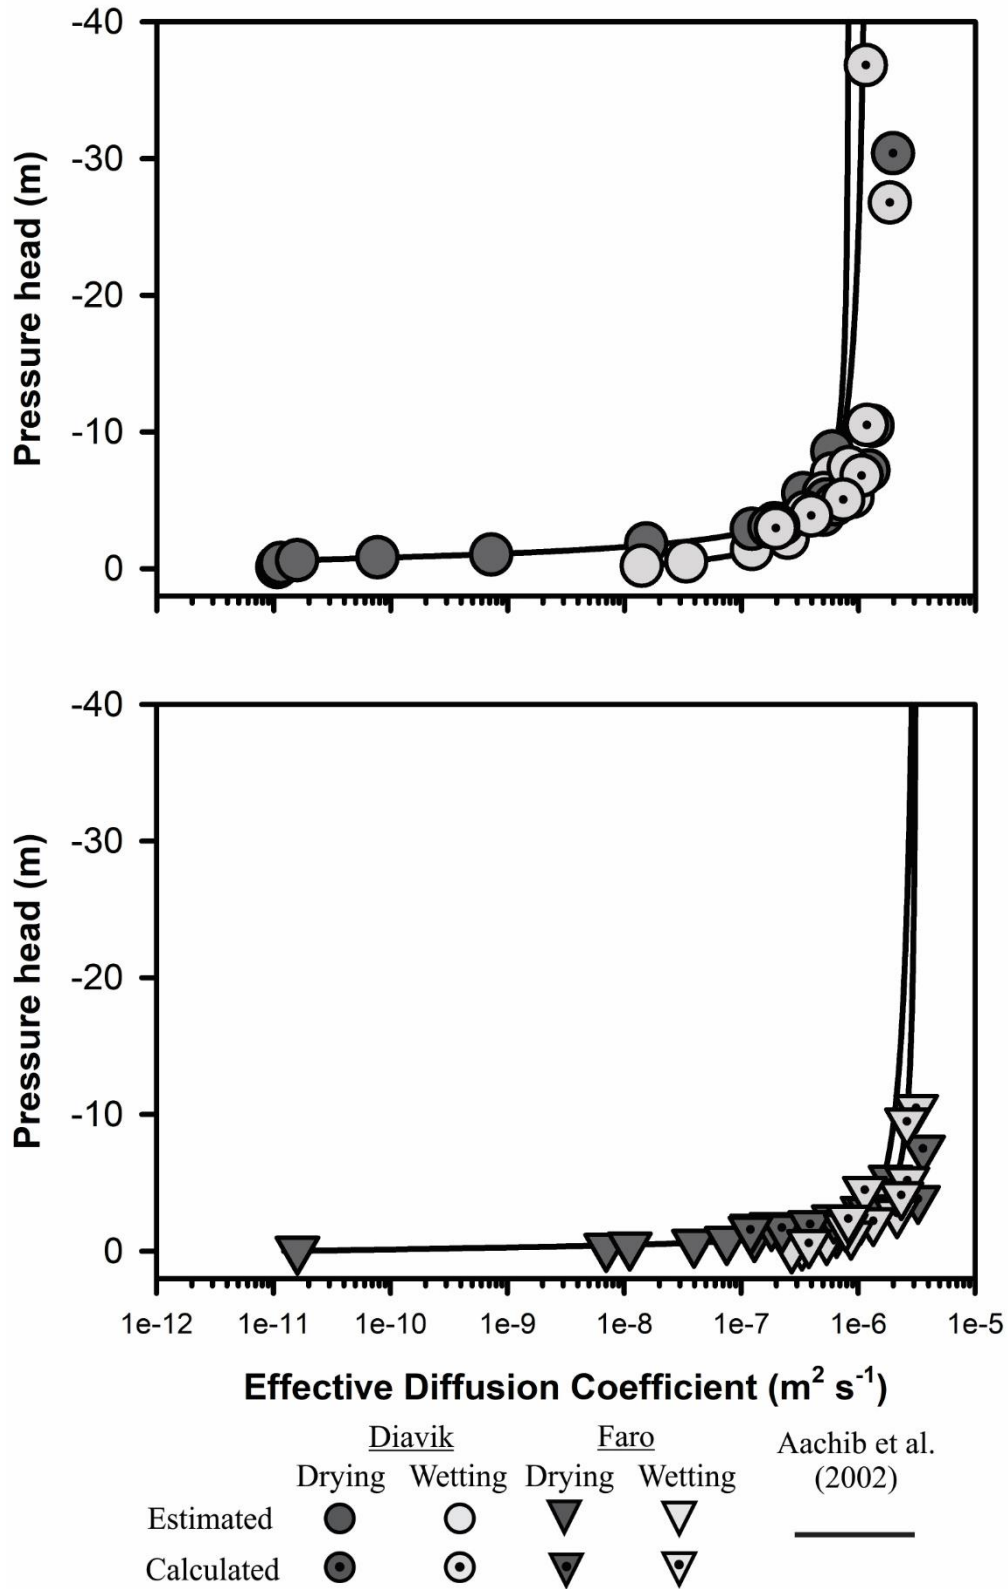 -40
-30
-20
-10
0
Pressure head (m)
-40
-30
-20
-10
0
Pressure head (m)
1e-12 1e-11 1e-10 1e-9 1e-8 1e-7 1e-6 1e-5
Effective Diffusion Coefficient (m² s⁻¹)
Diavik Faro Aachib et al.
(2002)
Drying Wetting Drying Wetting
Estimated
Calculated